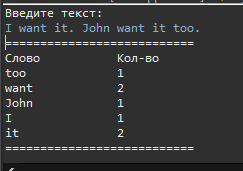 Введите текст:
I want it. John want it too.
===========================
Слово Кол-во
too 1
want 2
John 1
I 1
it 2
===========================